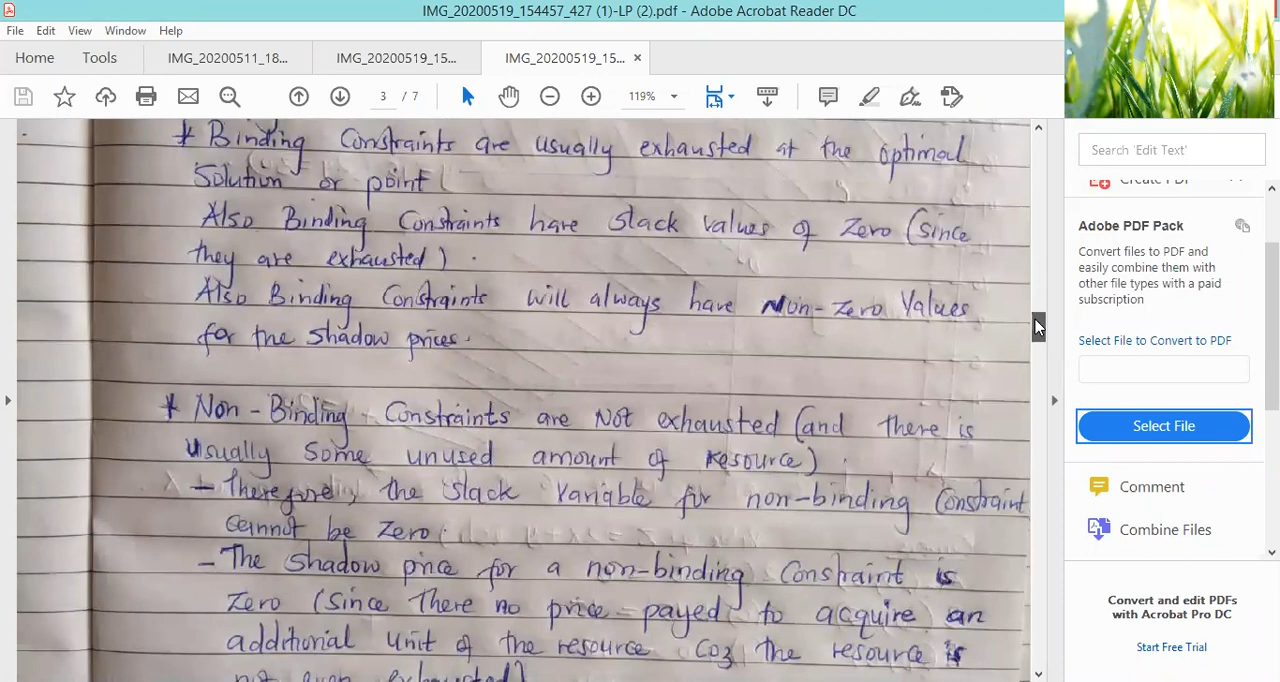 IMG_20200519_154457_427 (1)-LP (2).pdf - Adobe Acrobat Reader DC
File Edit View Window Help
Home Tools IMG_20200511_18... IMG_20200519_15... IMG_20200519_15... ×
3 / 7 119%
* Binding Constraints are usually exhausted at the optimal
Solution or point
Also Binding Constraints have slack values of Zero (since
they are exhausted).
Also Binding Constraints will always have Non-zero Values
for the shadow prices.
* Non-Binding Constraints are Not exhausted (and there is
usually some unused amount of resource).
- Therefore, the slack variable for non-binding Constraint
cannot be zero.
- The shadow price for a non-binding Constraint is
Zero (since there no price payed to acquire an
additional unit of the resource coz the resource is
not even exhausted)
Search 'Edit Text'
Create PDF
Adobe PDF Pack
Convert files to PDF and
easily combine them with
other file types with a paid
subscription
Select File to Convert to PDF
Select File
Comment
Combine Files
Convert and edit PDFs
with Acrobat Pro DC
Start Free Trial